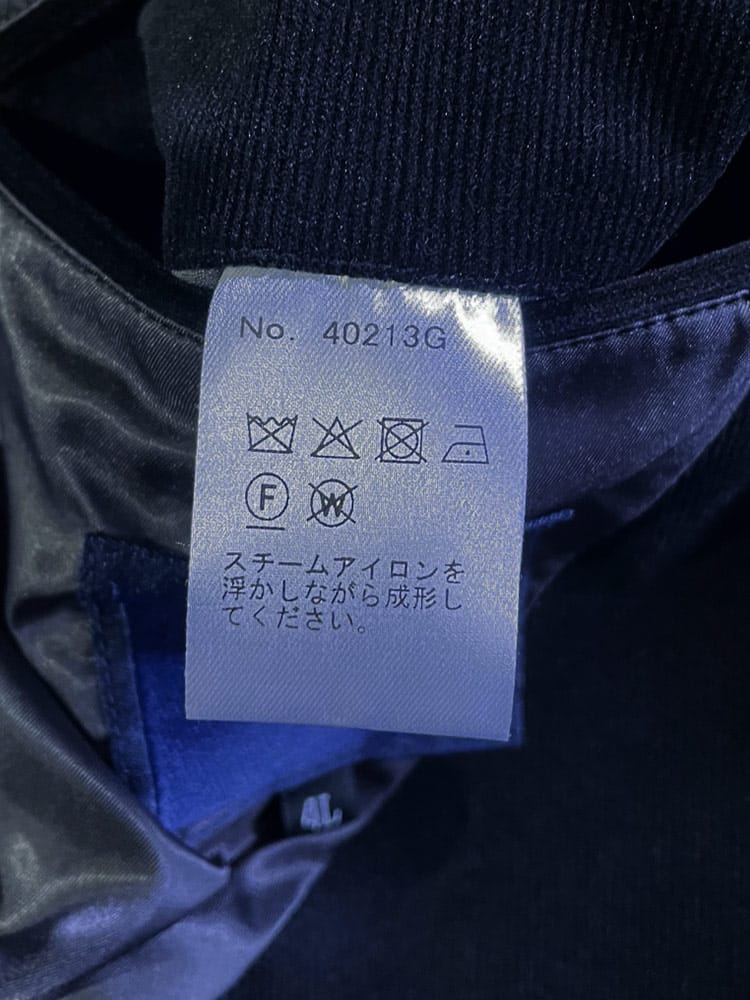 No. 40213G
F W
スチームアイロンを
浮かしながら成形し
てください。
4L